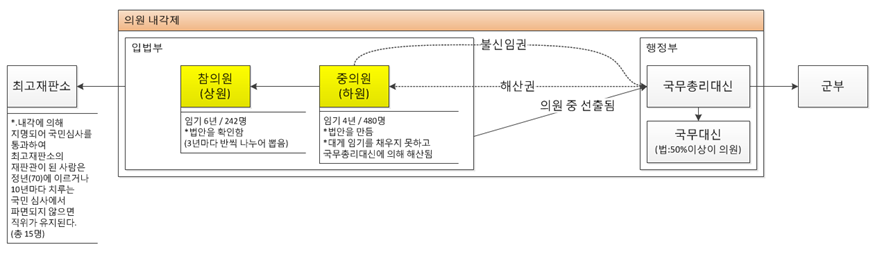 의원 내각제
입법부
불신임권
행정부
최고재판소
참의원
(상원)
중의원
(하원)
해산권
국무총리대신
군부
*.내각에 의해
지명되어 국민심사를
통과하여
최고재판소의
재판관이 된 사람은
정년(70)에 이르거나
10년마다 치루는
국민 심사에서
파면되지 않으면
직위가 유지된다.
(총 15명)
임기 6년 / 242명
*법안을 확인함
(3년마다 반씩 나누어 뽑음)
임기 4년 / 480명
*법안을 만듬
*대게 임기를 채우지 못하고
국무총리대신에 의해 해산됨
의원 중 선출됨
국무대신
(법:50%이상이 의원)